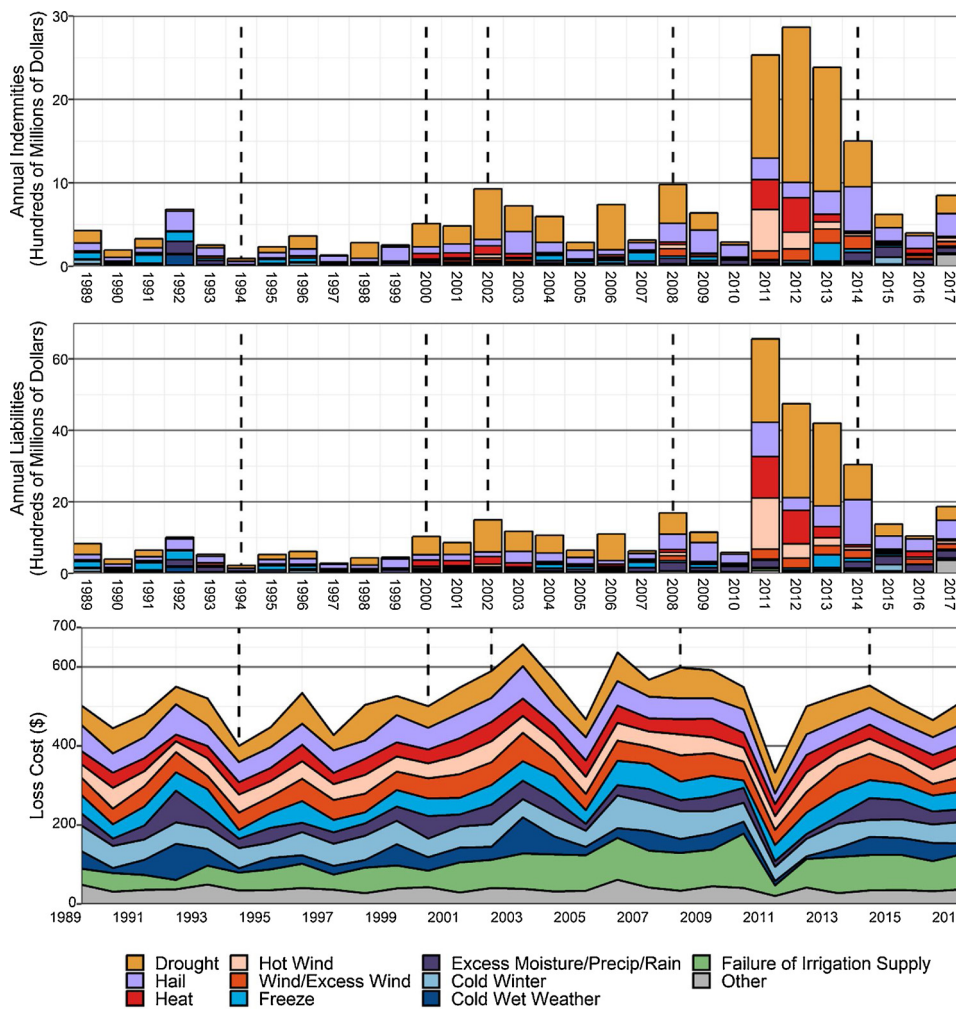 Annual Indemnities
(Hundreds of Millions of Dollars)
30
20
10
0
1989 1990 1991 1992 1993 1994 1995 1996 1997 1998 1999 2000 2001 2002 2003 2004 2005 2006 2007 2008 2009 2010 2011 2012 2013 2014 2015 2016 2017
Annual Liabilities
(Hundreds of Millions of Dollars)
60
40
20
0
1989 1990 1991 1992 1993 1994 1995 1996 1997 1998 1999 2000 2001 2002 2003 2004 2005 2006 2007 2008 2009 2010 2011 2012 2013 2014 2015 2016 2017
Loss Cost ($)
700
600
400
200
0
1989 1991 1993 1995 1997 1999 2001 2003 2005 2007 2009 2011 2013 2015 201
Drought Hot Wind Excess Moisture/Precip/Rain Failure of Irrigation Supply
Hail Wind/Excess Wind Cold Winter Other
Heat Freeze Cold Wet Weather